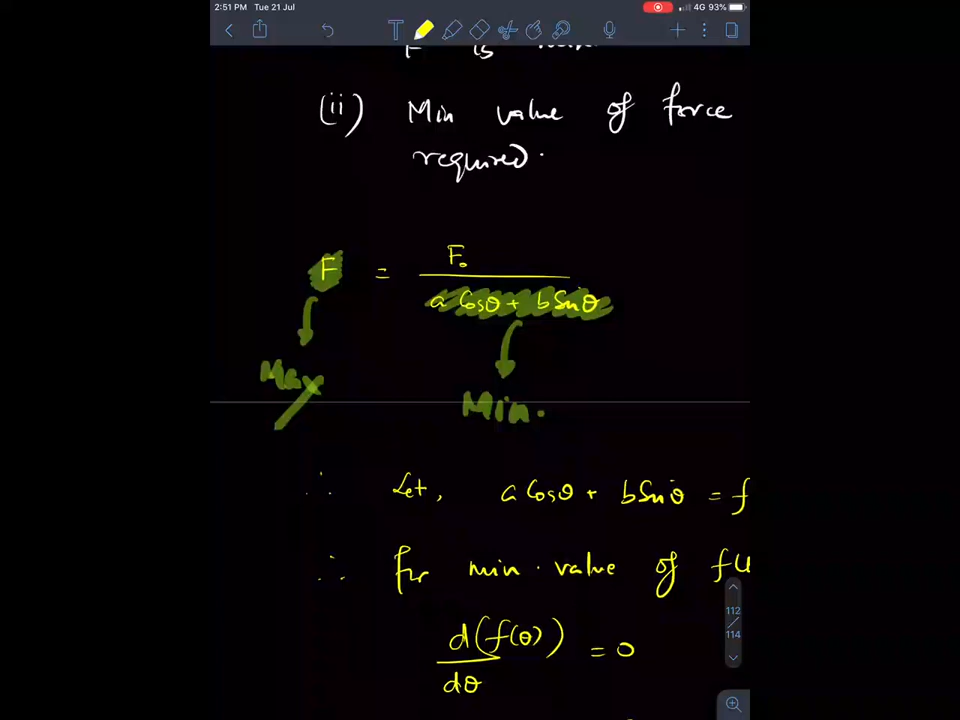 2:51 PM Tue 21 Jul 4G 93%
F is
(ii) Min value of force
required.
F = F₀ / (a Cosθ + b Sinθ)
Max
Min.
∴ Let, a Cosθ + b Sinθ = f
∴ for min. value of f(
d(f(θ)) / dθ = 0
112
114